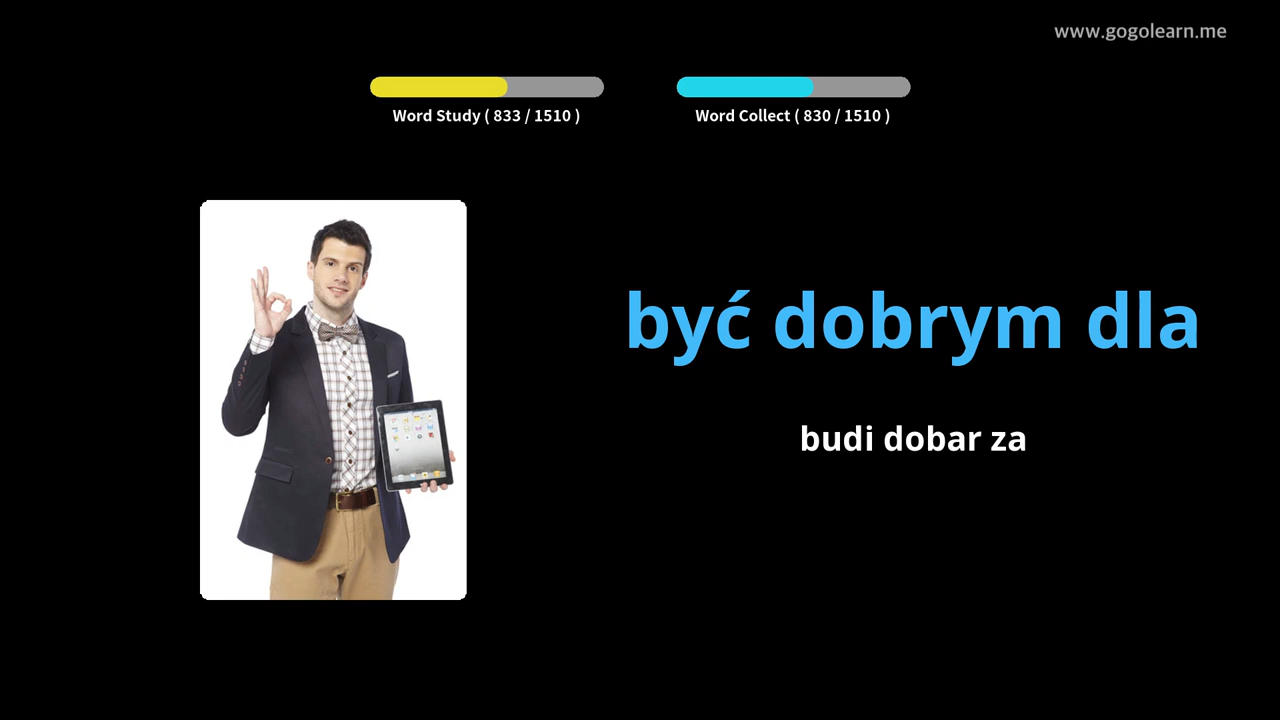 www.gogolearn.me
Word Study ( 833 / 1510 )
Word Collect ( 830 / 1510 )
być dobrym dla
budi dobar za